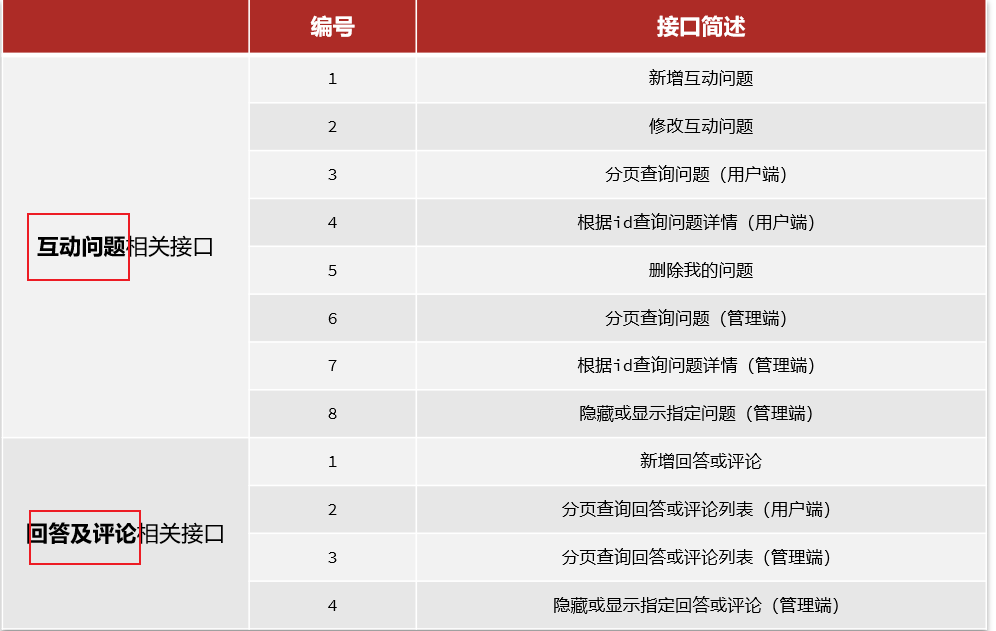 编号 接口简述
互动问题相关接口
1 新增互动问题
2 修改互动问题
3 分页查询问题（用户端）
4 根据id查询问题详情（用户端）
5 删除我的问题
6 分页查询问题（管理端）
7 根据id查询问题详情（管理端）
8 隐藏或显示指定问题（管理端）
回答及评论相关接口
1 新增回答或评论
2 分页查询回答或评论列表（用户端）
3 分页查询回答或评论列表（管理端）
4 隐藏或显示指定回答或评论（管理端）